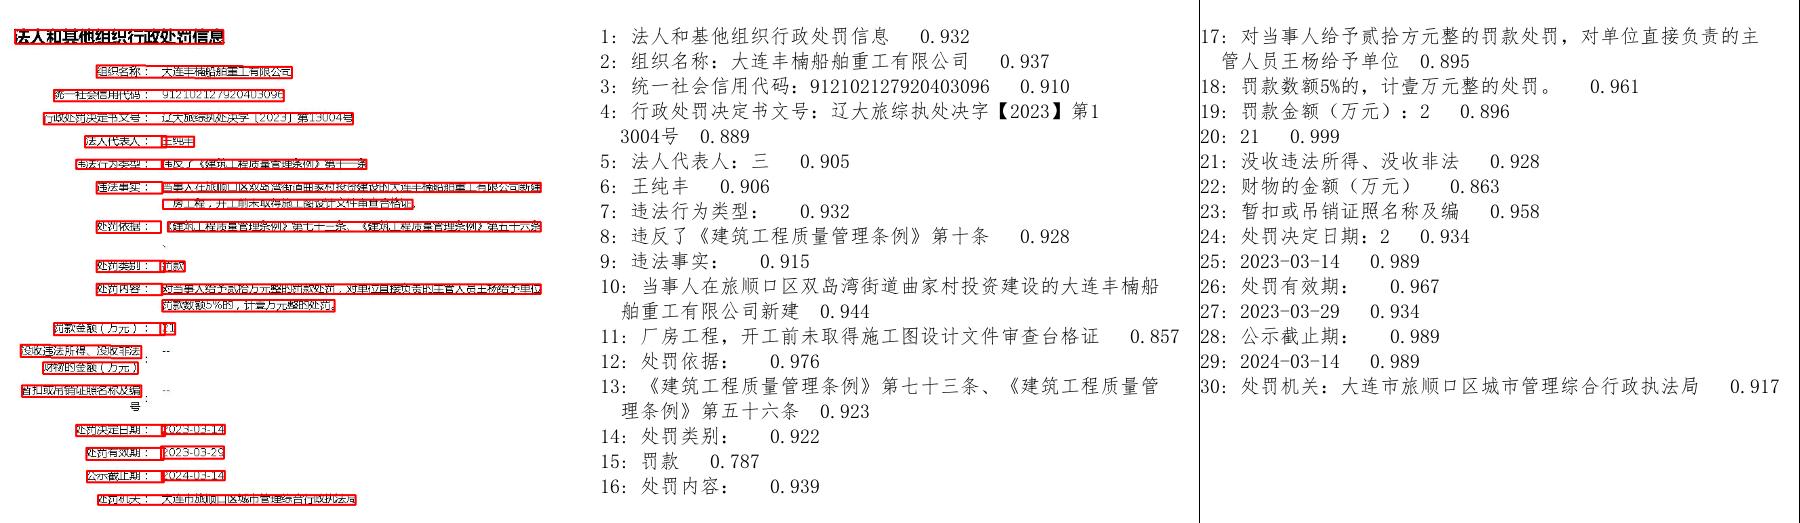 法人和其他组织行政处罚信息
组织名称： 大连丰楠船舶重工有限公司
统一社会信用代码： 912102127920403096
行政处罚决定书文号： 辽大旅综执处决字〔2023〕第13004号
法人代表人： 王纯丰
违法行为类型： 违反了《建筑工程质量管理条例》第十一条
违法事实： 当事人在旅顺口区双岛湾街道曲家村投资建设的大连丰楠船舶重工有限公司新建
厂房工程，开工前未取得施工图设计文件审查合格证。
处罚依据： 《建筑工程质量管理条例》第七十三条、《建筑工程质量管理条例》第五十六条
、
处罚类别： 罚款
处罚内容： 对当事人给予贰拾万元整的罚款处罚，对单位直接负责的主管人员王杨给予单位
罚款数额5%的，计壹万元整的处罚。
罚款金额（万元）： 21
没收违法所得、没收非法
财物的金额（万元）
： --
暂扣或吊销证照名称及编
号
： --
处罚决定日期： 2023-03-14
处罚有效期： 2023-03-29
公示截止期： 2024-03-14
处罚机关： 大连市旅顺口区城市管理综合行政执法局
1: 法人和基他组织行政处罚信息 0.932
2: 组织名称: 大连丰楠船舶重工有限公司 0.937
3: 统一社会信用代码: 912102127920403096 0.910
4: 行政处罚决定书文号: 辽大旅综执处决字【2023】第1
3004号 0.889
5: 法人代表人: 三 0.905
6: 王纯丰 0.906
7: 违法行为类型: 0.932
8: 违反了《建筑工程质量管理条例》第十条 0.928
9: 违法事实: 0.915
10: 当事人在旅顺口区双岛湾街道曲家村投资建设的大连丰楠船
舶重工有限公司新建 0.944
11: 厂房工程，开工前未取得施工图设计文件审查台格证 0.857
12: 处罚依据: 0.976
13: 《建筑工程质量管理条例》第七十三条、《建筑工程质量管
理条例》第五十六条 0.923
14: 处罚类别: 0.922
15: 罚款 0.787
16: 处罚内容: 0.939
17: 对当事人给予贰拾方元整的罚款处罚，对单位直接负责的主
管人员王杨给予单位 0.895
18: 罚款数额5%的，计壹万元整的处罚。 0.961
19: 罚款金额（万元）: 2 0.896
20: 21 0.999
21: 没收违法所得、没收非法 0.928
22: 财物的金额（万元） 0.863
23: 暂扣或吊销证照名称及编 0.958
24: 处罚决定日期: 2 0.934
25: 2023-03-14 0.989
26: 处罚有效期: 0.967
27: 2023-03-29 0.934
28: 公示截止期: 0.989
29: 2024-03-14 0.989
30: 处罚机关: 大连市旅顺口区城市管理综合行政执法局 0.917